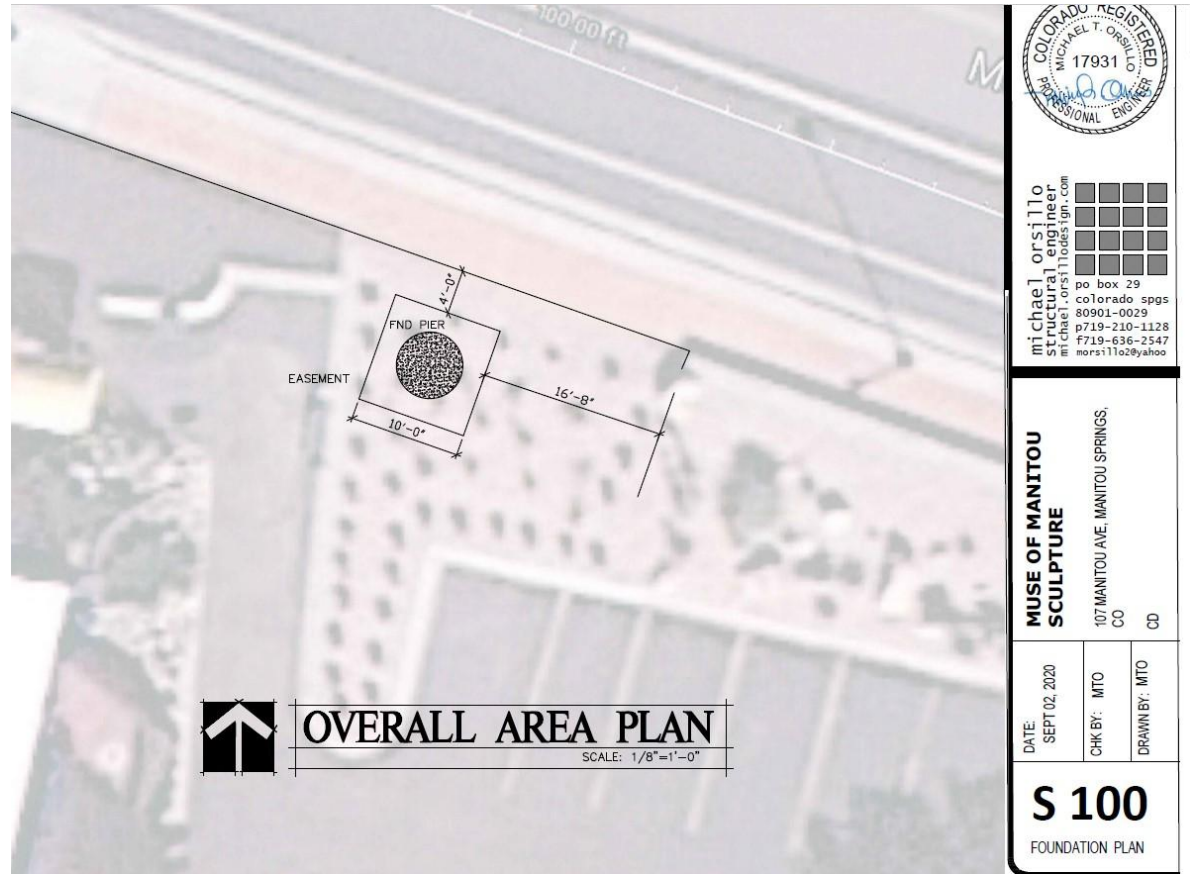 100.00 ft
M
4'-0"
FND PIER
EASEMENT
16'-8"
10'-0"
OVERALL AREA PLAN
SCALE: 1/8"=1'-0"
COLORADO REGISTERED
MICHAEL T. ORSILLO
17931
PROFESSIONAL ENGINEER
michael orsillo
structural engineer
michael.orsillodesign.com
po box 29
colorado spgs
80901-0029
p719-210-1128
f719-636-2547
morsillo2@yahoo
MUSE OF MANITOU
SCULPTURE
107 MANITOU AVE, MANITOU SPRINGS,
CO
CD
DATE:
SEPT 02, 2020
CHK BY: MTO
DRAWN BY: MTO
S 100
FOUNDATION PLAN